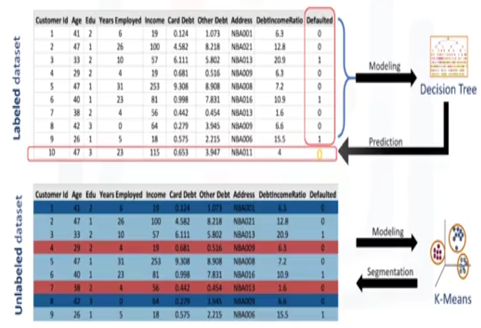 Labeled dataset
Customer Id Age Edu Years Employed Income Card Debt Other Debt Address DebtIncomeRatio Defaulted
1 41 2 6 19 0.124 1.073 NBA001 6.3 0
2 47 1 26 100 4.582 8.218 NBA021 12.8 0
3 33 2 10 57 6.111 5.802 NBA013 20.9 1
4 29 2 4 19 0.681 0.516 NBA009 6.3 0
5 47 1 31 253 9.308 8.908 NBA008 7.2 0
6 40 1 23 81 0.998 7.831 NBA016 10.9 1
7 38 2 4 56 0.442 0.454 NBA013 1.6 0
8 42 3 0 64 0.279 3.945 NBA009 6.6 0
9 26 1 5 18 0.575 2.215 NBA006 15.5 1
10 47 3 23 115 0.653 3.947 NBA011 4 0
Modeling
Decision Tree
Prediction
Unlabeled dataset
Customer Id Age Edu Years Employed Income Card Debt Other Debt Address DebtIncomeRatio Defaulted
1 41 2 6 19 0.124 1.073 NBA001 6.3 0
2 47 1 26 100 4.582 8.218 NBA021 12.8 0
3 33 2 10 57 6.111 5.802 NBA013 20.9 1
4 29 2 4 19 0.681 0.516 NBA009 6.3 0
5 47 1 31 253 9.308 8.908 NBA008 7.2 0
6 40 1 23 81 0.998 7.831 NBA016 10.9 1
7 38 2 4 56 0.442 0.454 NBA013 1.6 0
8 42 3 0 64 0.279 3.945 NBA009 6.6 0
9 26 1 5 18 0.575 2.215 NBA006 15.5 1
Modeling
Segmentation
K-Means